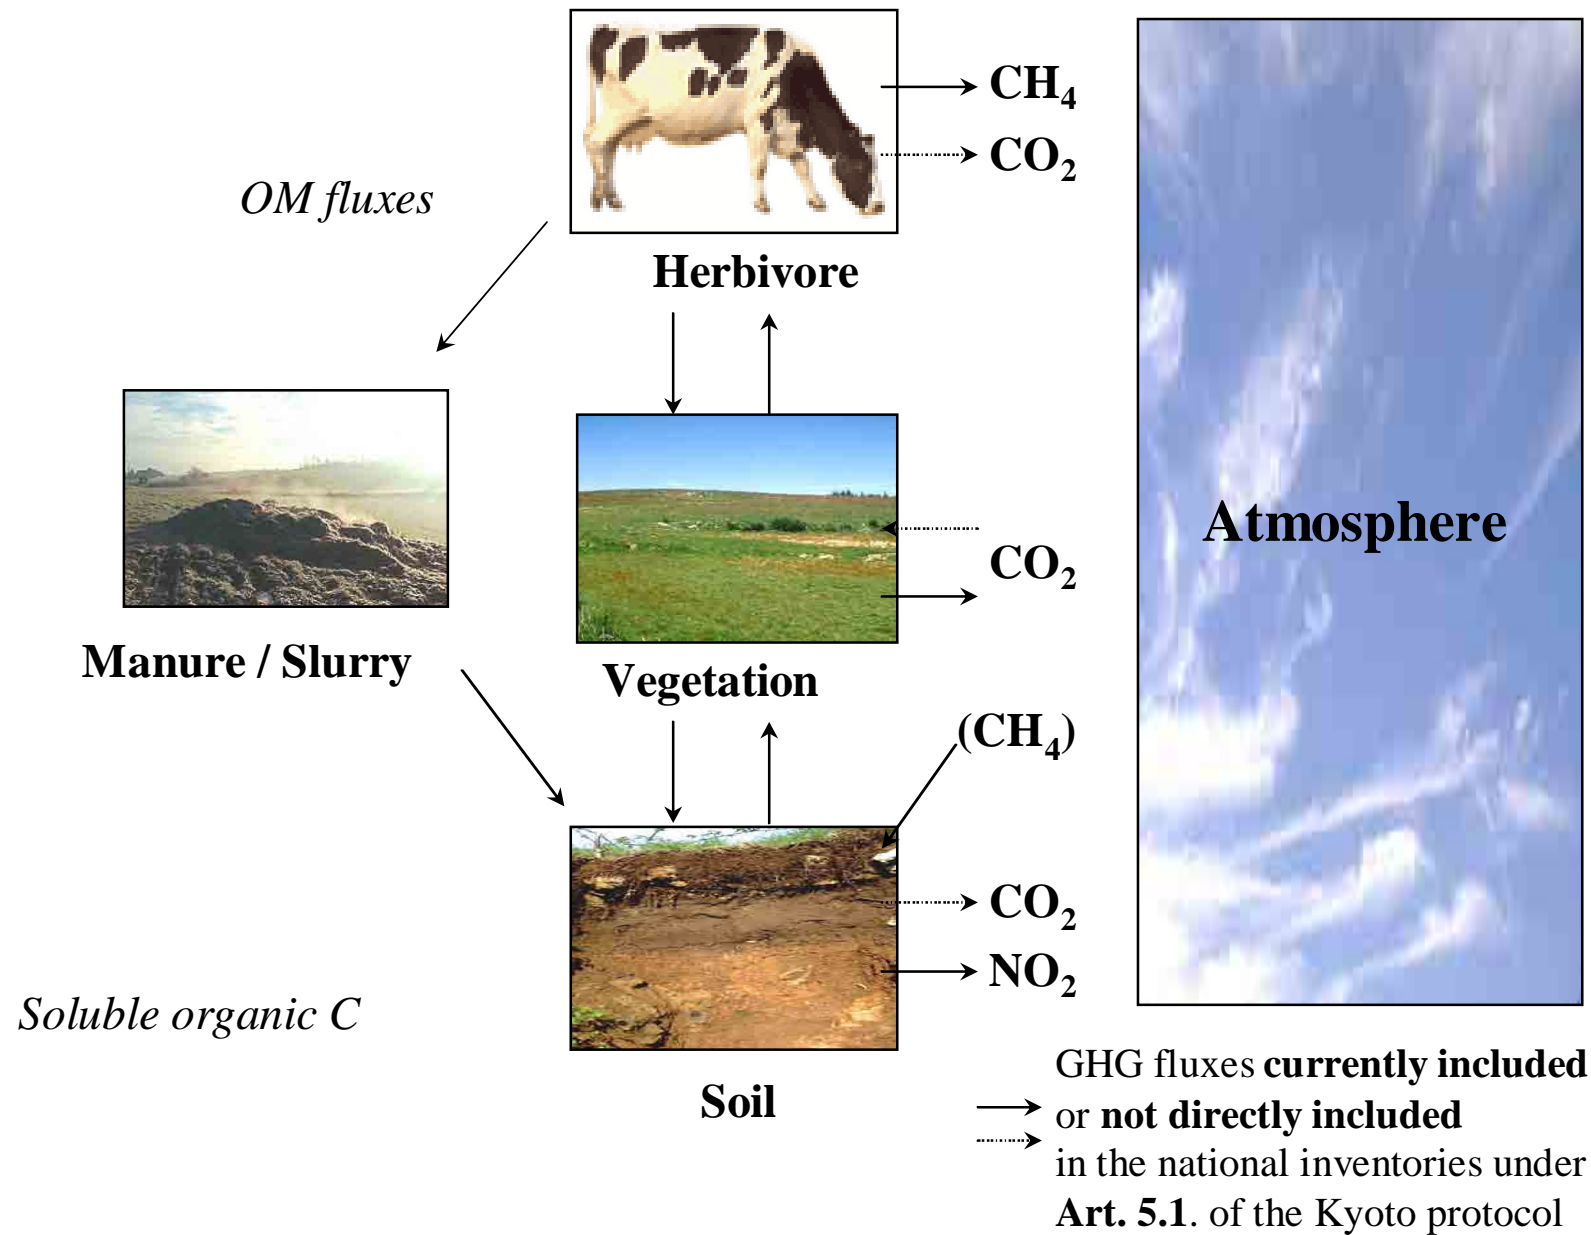 CH4
CO2
OM fluxes
Herbivore
Atmosphere
CO2
Manure / Slurry
Vegetation
(CH4)
CO2
NO2
Soluble organic C
Soil
GHG fluxes currently included
or not directly included
in the national inventories under
Art. 5.1. of the Kyoto protocol